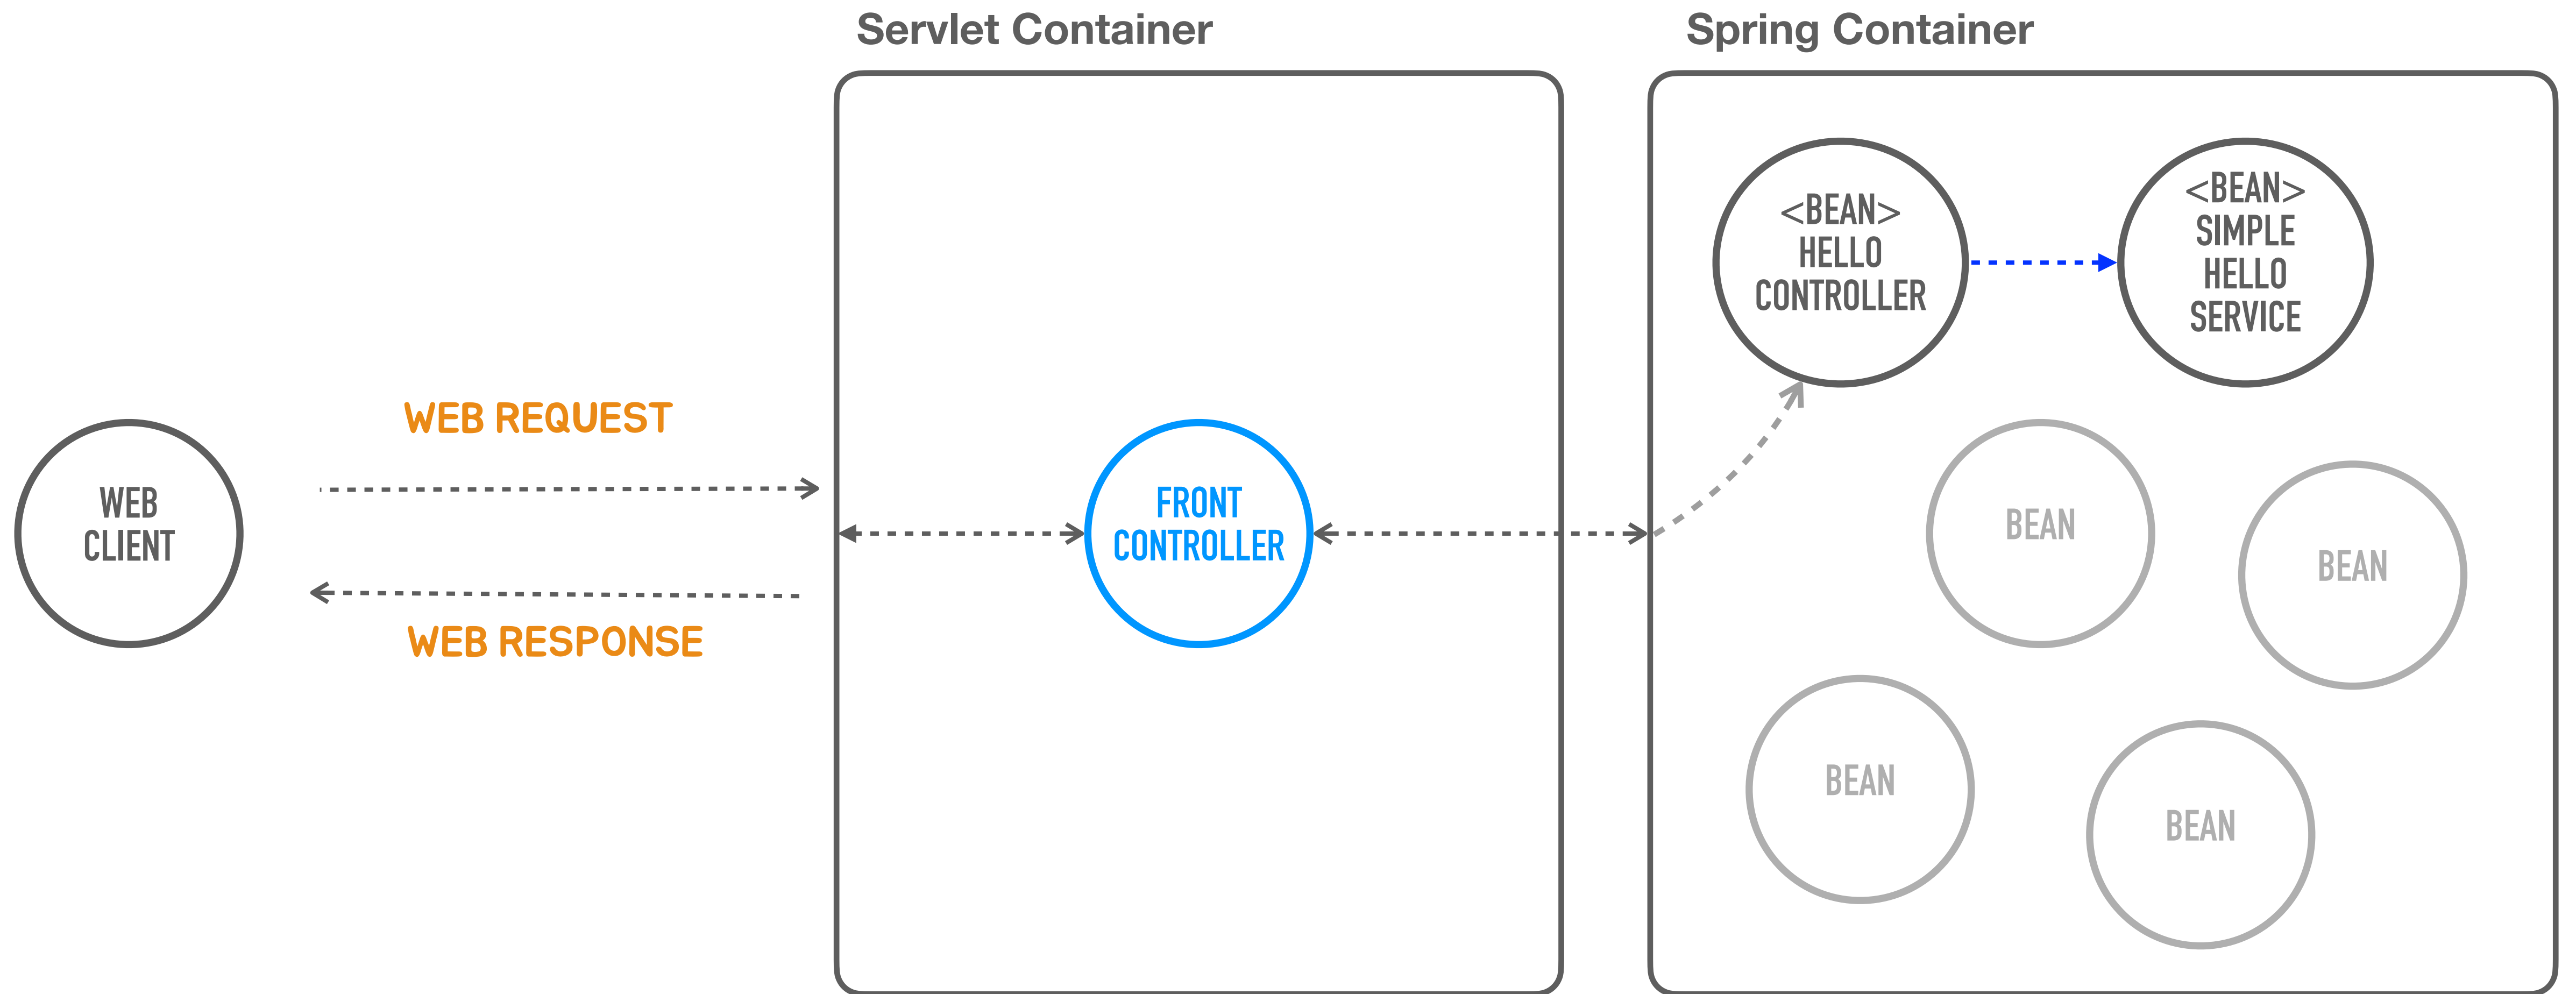 Servlet Container
Spring Container
<BEAN>
HELLO
CONTROLLER
<BEAN>
SIMPLE
HELLO
SERVICE
WEB REQUEST
WEB
CLIENT
FRONT
CONTROLLER
BEAN
BEAN
WEB RESPONSE
BEAN
BEAN